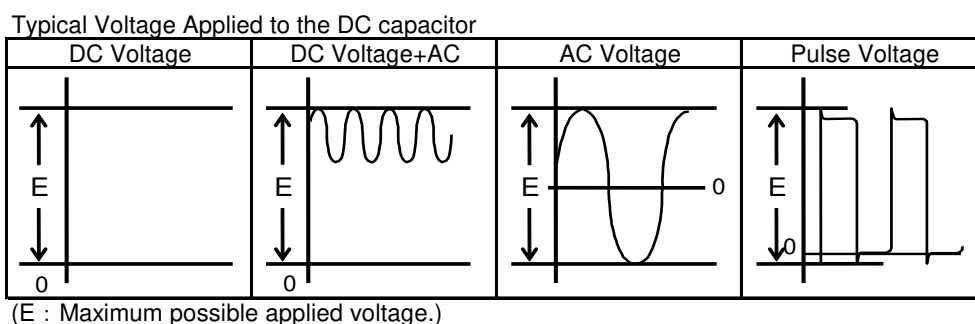 Typical Voltage Applied to the DC capacitor
DC Voltage DC Voltage+AC AC Voltage Pulse Voltage
E E E 0 E
0
0 0
(E：Maximum possible applied voltage.)